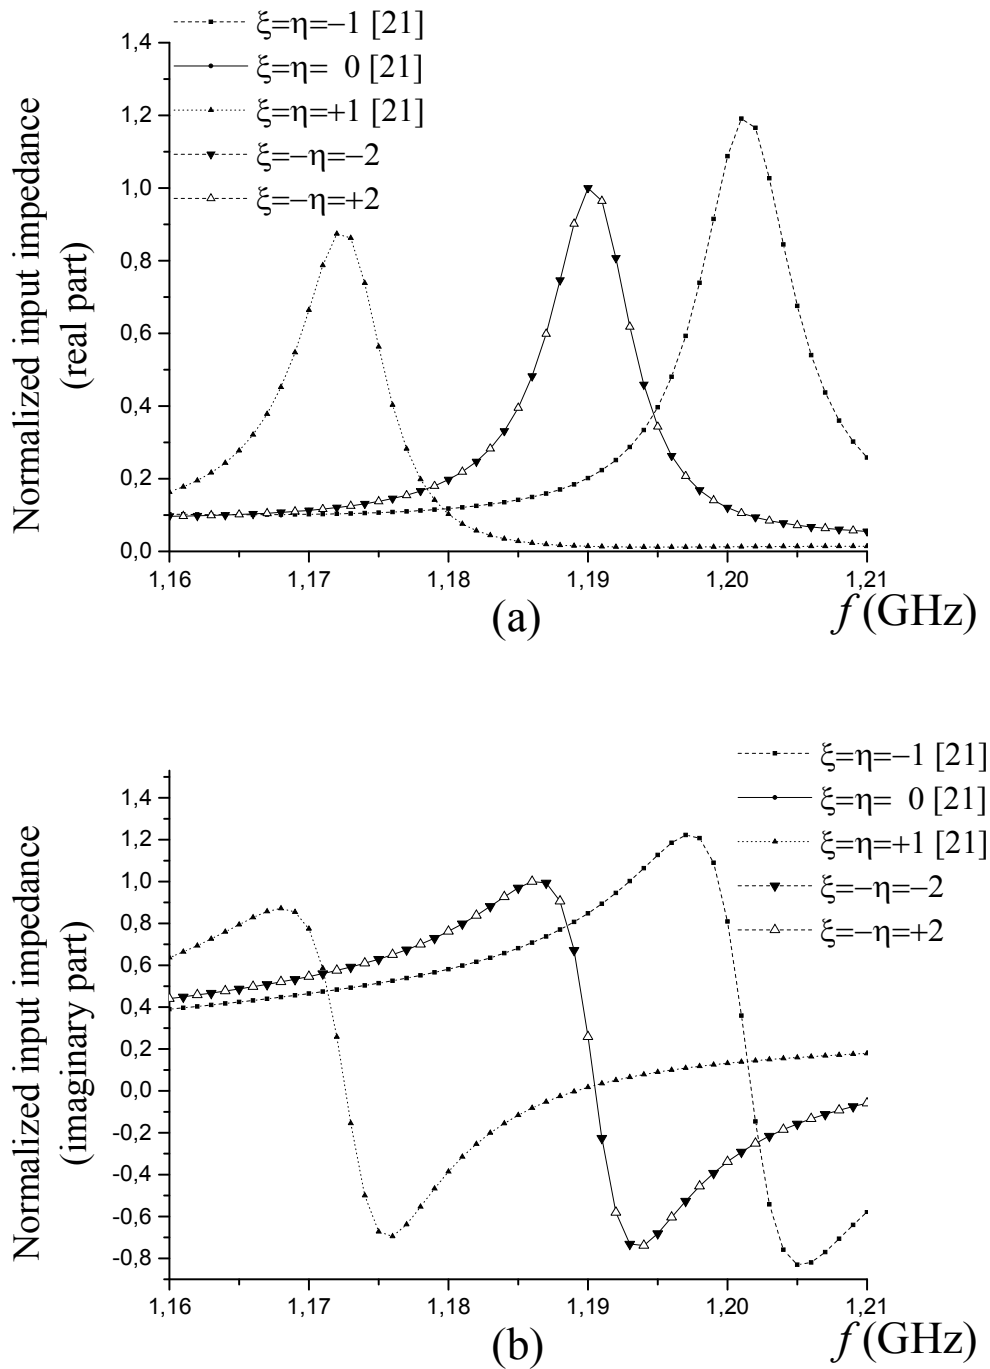 ξ=η=−1 [21]
ξ=η= 0 [21]
ξ=η=+1 [21]
ξ=−η=−2
ξ=−η=+2
Normalized input impedance
(real part)
1,4
1,2
1,0
0,8
0,6
0,4
0,2
0,0
1,16 1,17 1,18 1,19 1,20 1,21
(a)
f (GHz)
ξ=η=−1 [21]
ξ=η= 0 [21]
ξ=η=+1 [21]
ξ=−η=−2
ξ=−η=+2
Normalized input impedance
(imaginary part)
1,4
1,2
1,0
0,8
0,6
0,4
0,2
0,0
-0,2
-0,4
-0,6
-0,8
1,16 1,17 1,18 1,19 1,20 1,21
(b)
f (GHz)